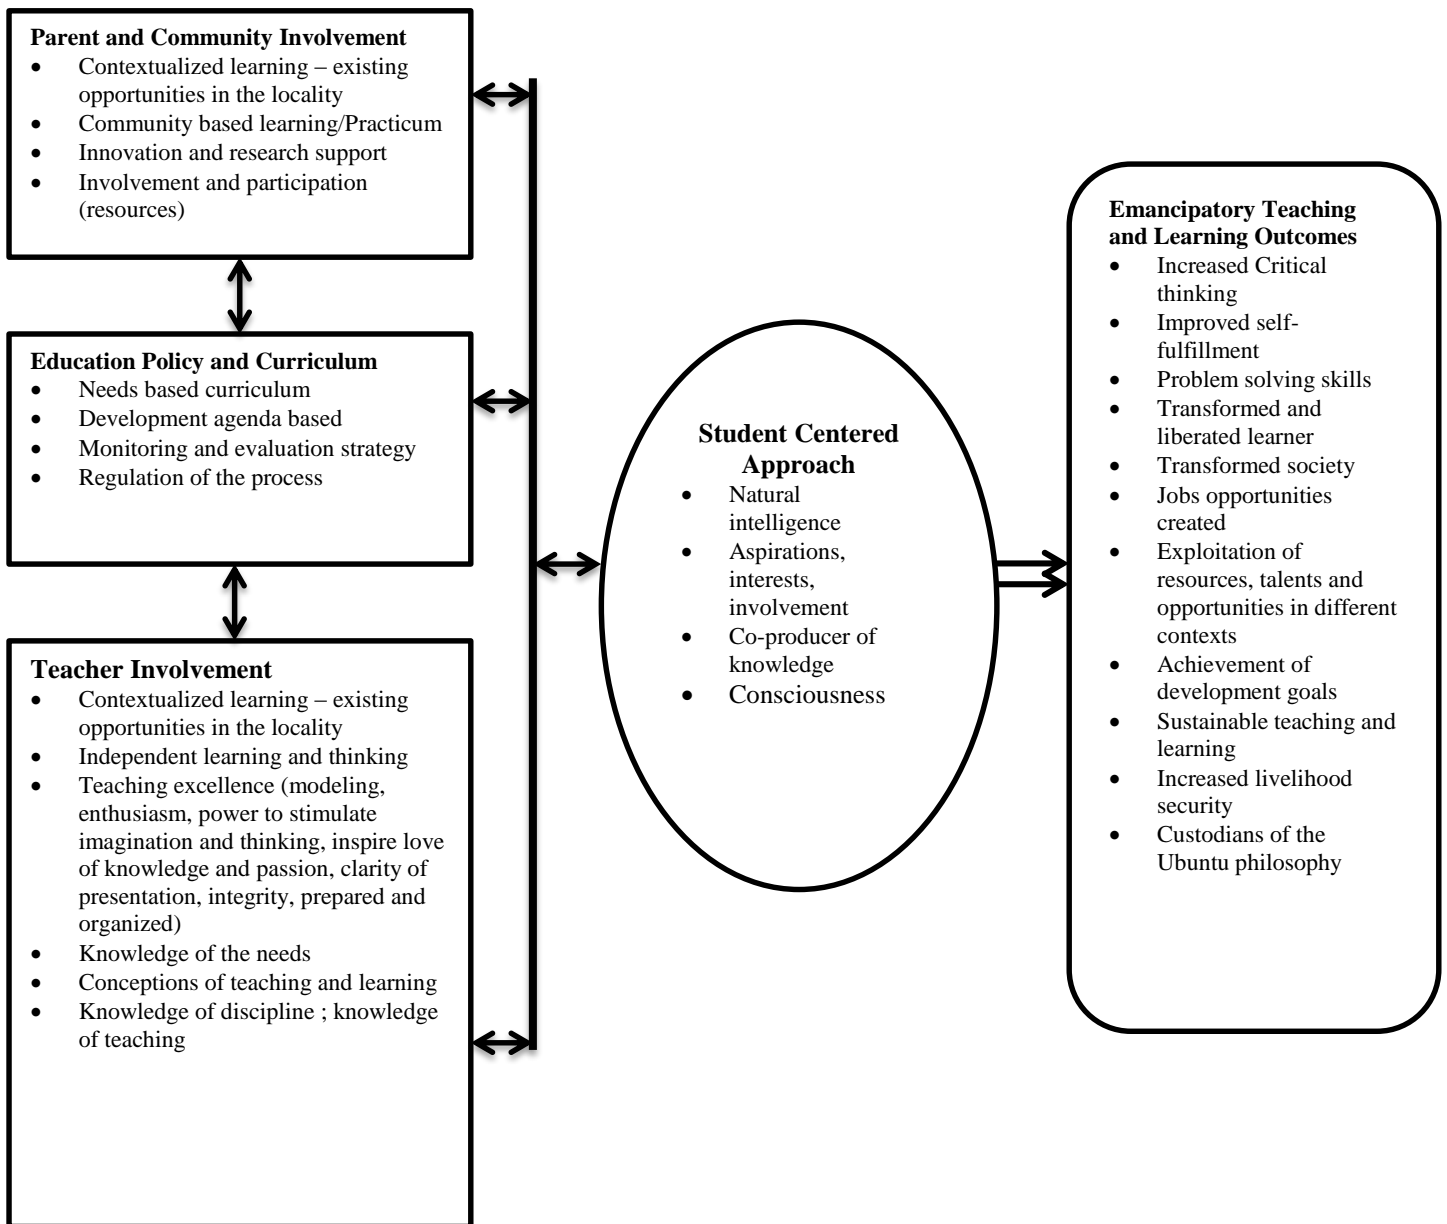 Parent and Community Involvement
• Contextualized learning – existing
opportunities in the locality
• Community based learning/Practicum
• Innovation and research support
• Involvement and participation
(resources)
Education Policy and Curriculum
• Needs based curriculum
• Development agenda based
• Monitoring and evaluation strategy
• Regulation of the process
Teacher Involvement
• Contextualized learning – existing
opportunities in the locality
• Independent learning and thinking
• Teaching excellence (modeling,
enthusiasm, power to stimulate
imagination and thinking, inspire love
of knowledge and passion, clarity of
presentation, integrity, prepared and
organized)
• Knowledge of the needs
• Conceptions of teaching and learning
• Knowledge of discipline ; knowledge
of teaching
Student Centered
Approach
• Natural
intelligence
• Aspirations,
interests,
involvement
• Co-producer of
knowledge
• Consciousness
Emancipatory Teaching
and Learning Outcomes
• Increased Critical
thinking
• Improved self-
fulfillment
• Problem solving skills
• Transformed and
liberated learner
• Transformed society
• Jobs opportunities
created
• Exploitation of
resources, talents and
opportunities in different
contexts
• Achievement of
development goals
• Sustainable teaching and
learning
• Increased livelihood
security
• Custodians of the
Ubuntu philosophy